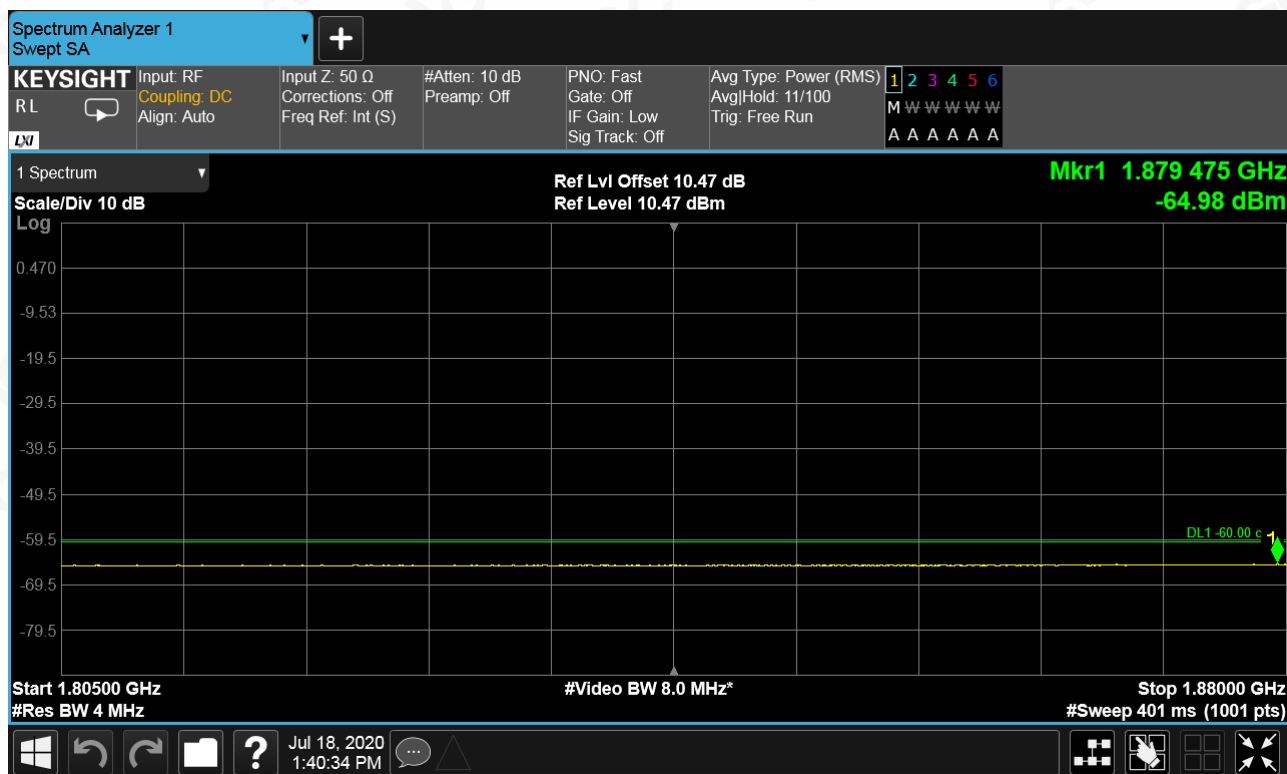 Spectrum Analyzer 1
Swept SA
KEYSIGHT
R L
LXI
Input: RF
Coupling: DC
Align: Auto
Input Z: 50 Ω
Corrections: Off
Freq Ref: Int (S)
#Atten: 10 dB
Preamp: Off
PNO: Fast
Gate: Off
IF Gain: Low
Sig Track: Off
Avg Type: Power (RMS)
Avg|Hold: 11/100
Trig: Free Run
1 2 3 4 5 6
M W W W W W
A A A A A A
1 Spectrum
Scale/Div 10 dB
Log
Ref Lvl Offset 10.47 dB
Ref Level 10.47 dBm
Mkr1 1.879 475 GHz
-64.98 dBm
0.470
-9.53
-19.5
-29.5
-39.5
-49.5
-59.5
-69.5
-79.5
DL1 -60.00
1
Start 1.80500 GHz
#Res BW 4 MHz
#Video BW 8.0 MHz*
Stop 1.88000 GHz
#Sweep 401 ms (1001 pts)
?
Jul 18, 2020
1:40:34 PM